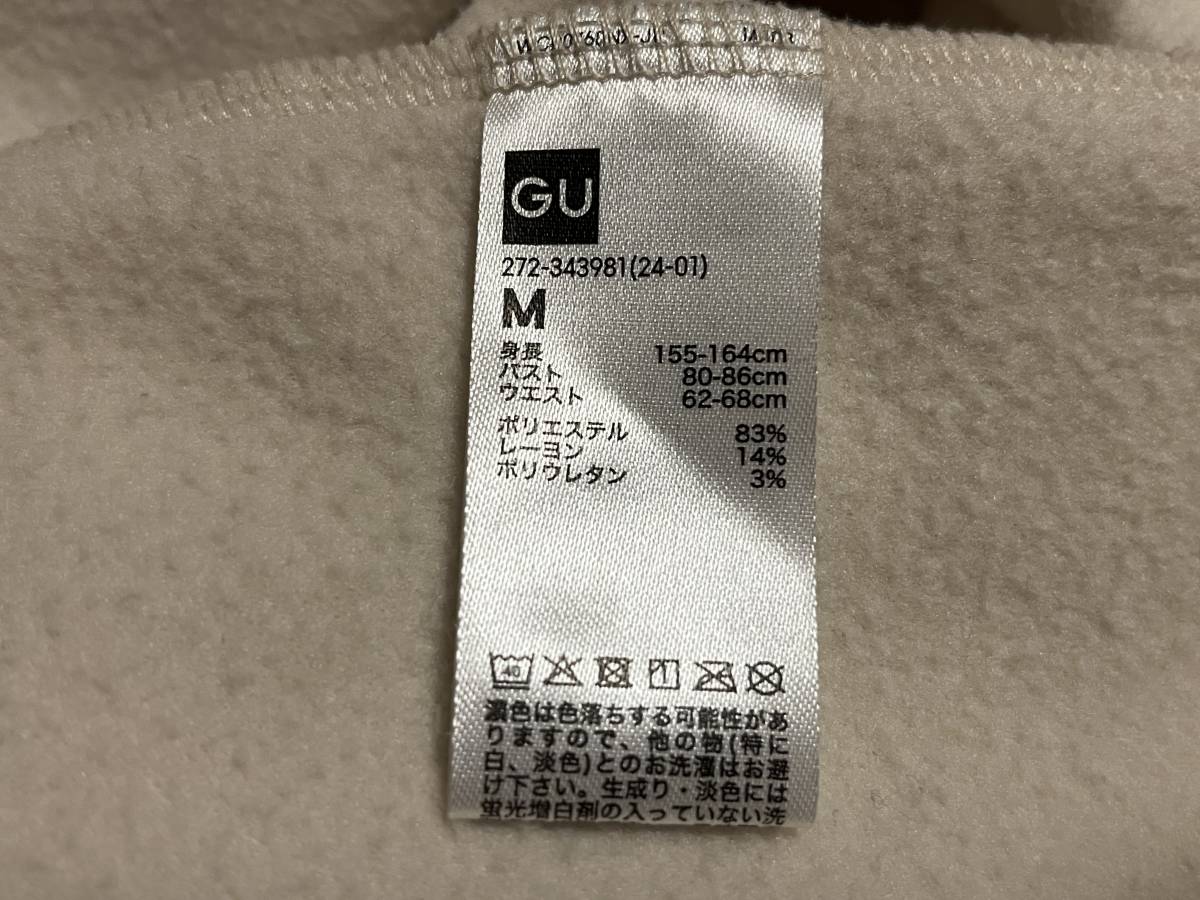 GU
272-343981(24-01)
M
身長 155-164cm
バスト 80-86cm
ウエスト 62-68cm
ポリエステル 83%
レーヨン 14%
ポリウレタン 3%
40
濃色は色落ちする可能性があ
りますので、他の物(特に
白、淡色)とのお洗濯はお避
け下さい。生成り・淡色には
蛍光増白剤の入っていない洗